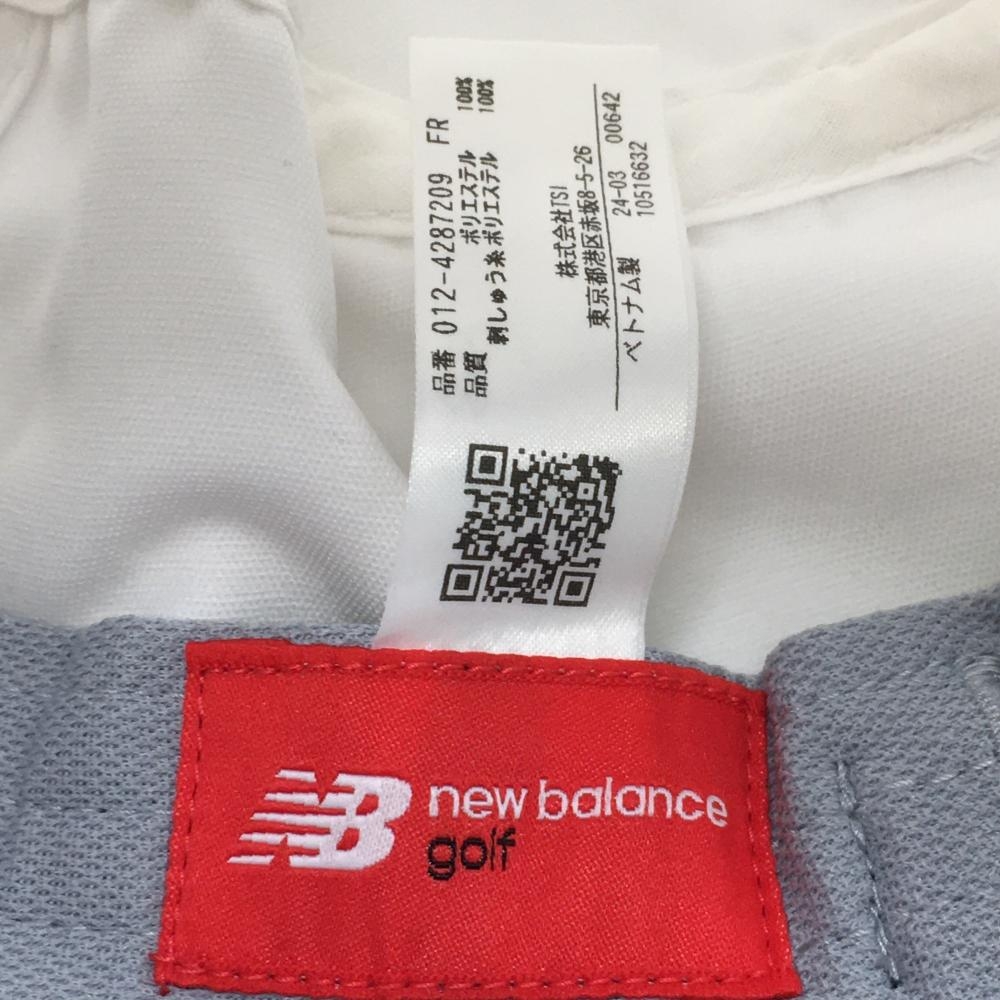 品番 012-4287209 FR
品質 ポリエステル 100%
刺しゅう糸ポリエステル 100%
株式会社TSI
東京都港区赤坂8-5-26
ベトナム製 24-03 00642
10516632
NB new balance
golf